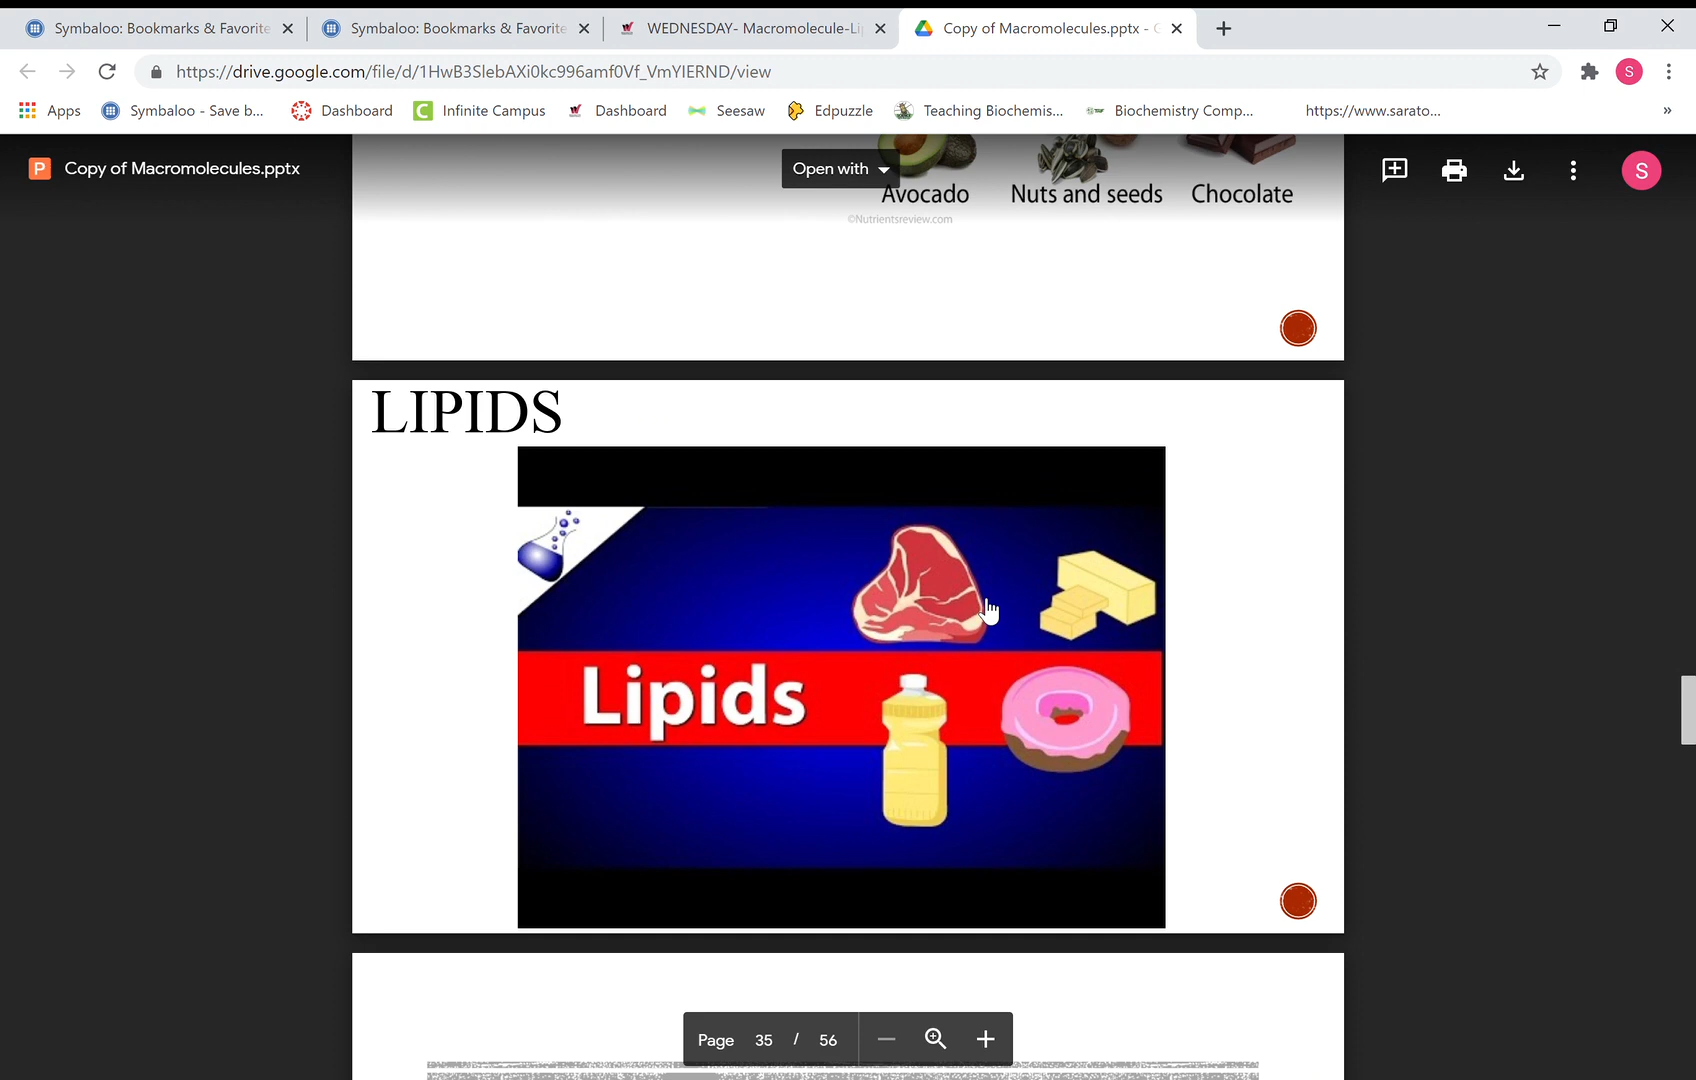 Symbaloo: Bookmarks & Favorite
Symbaloo: Bookmarks & Favorite
WEDNESDAY- Macromolecule-Li
Copy of Macromolecules.pptx -
https://drive.google.com/file/d/1HwB3SlebAXi0kc996amf0Vf_VmYIERND/view
S
Apps
Symbaloo - Save b...
Dashboard
Infinite Campus
Dashboard
Seesaw
Edpuzzle
Teaching Biochemis...
Biochemistry Comp...
https://www.sarato...
»
P
Copy of Macromolecules.pptx
Open with
S
Avocado
Nuts and seeds
Chocolate
©Nutrientsreview.com
LIPIDS
Lipids
Page 35 / 56